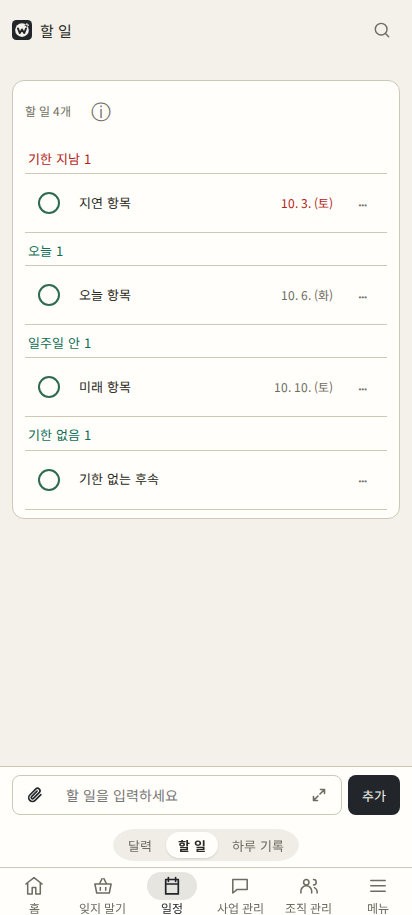 할 일
할 일 4개
기한 지남 1
지연 항목 10. 3. (토)
오늘 1
오늘 항목 10. 6. (화)
일주일 안 1
미래 항목 10. 10. (토)
기한 없음 1
기한 없는 후속
할 일을 입력하세요 추가
달력 할 일 하루 기록
홈 잊지 말기 일정 사업 관리 조직 관리 메뉴